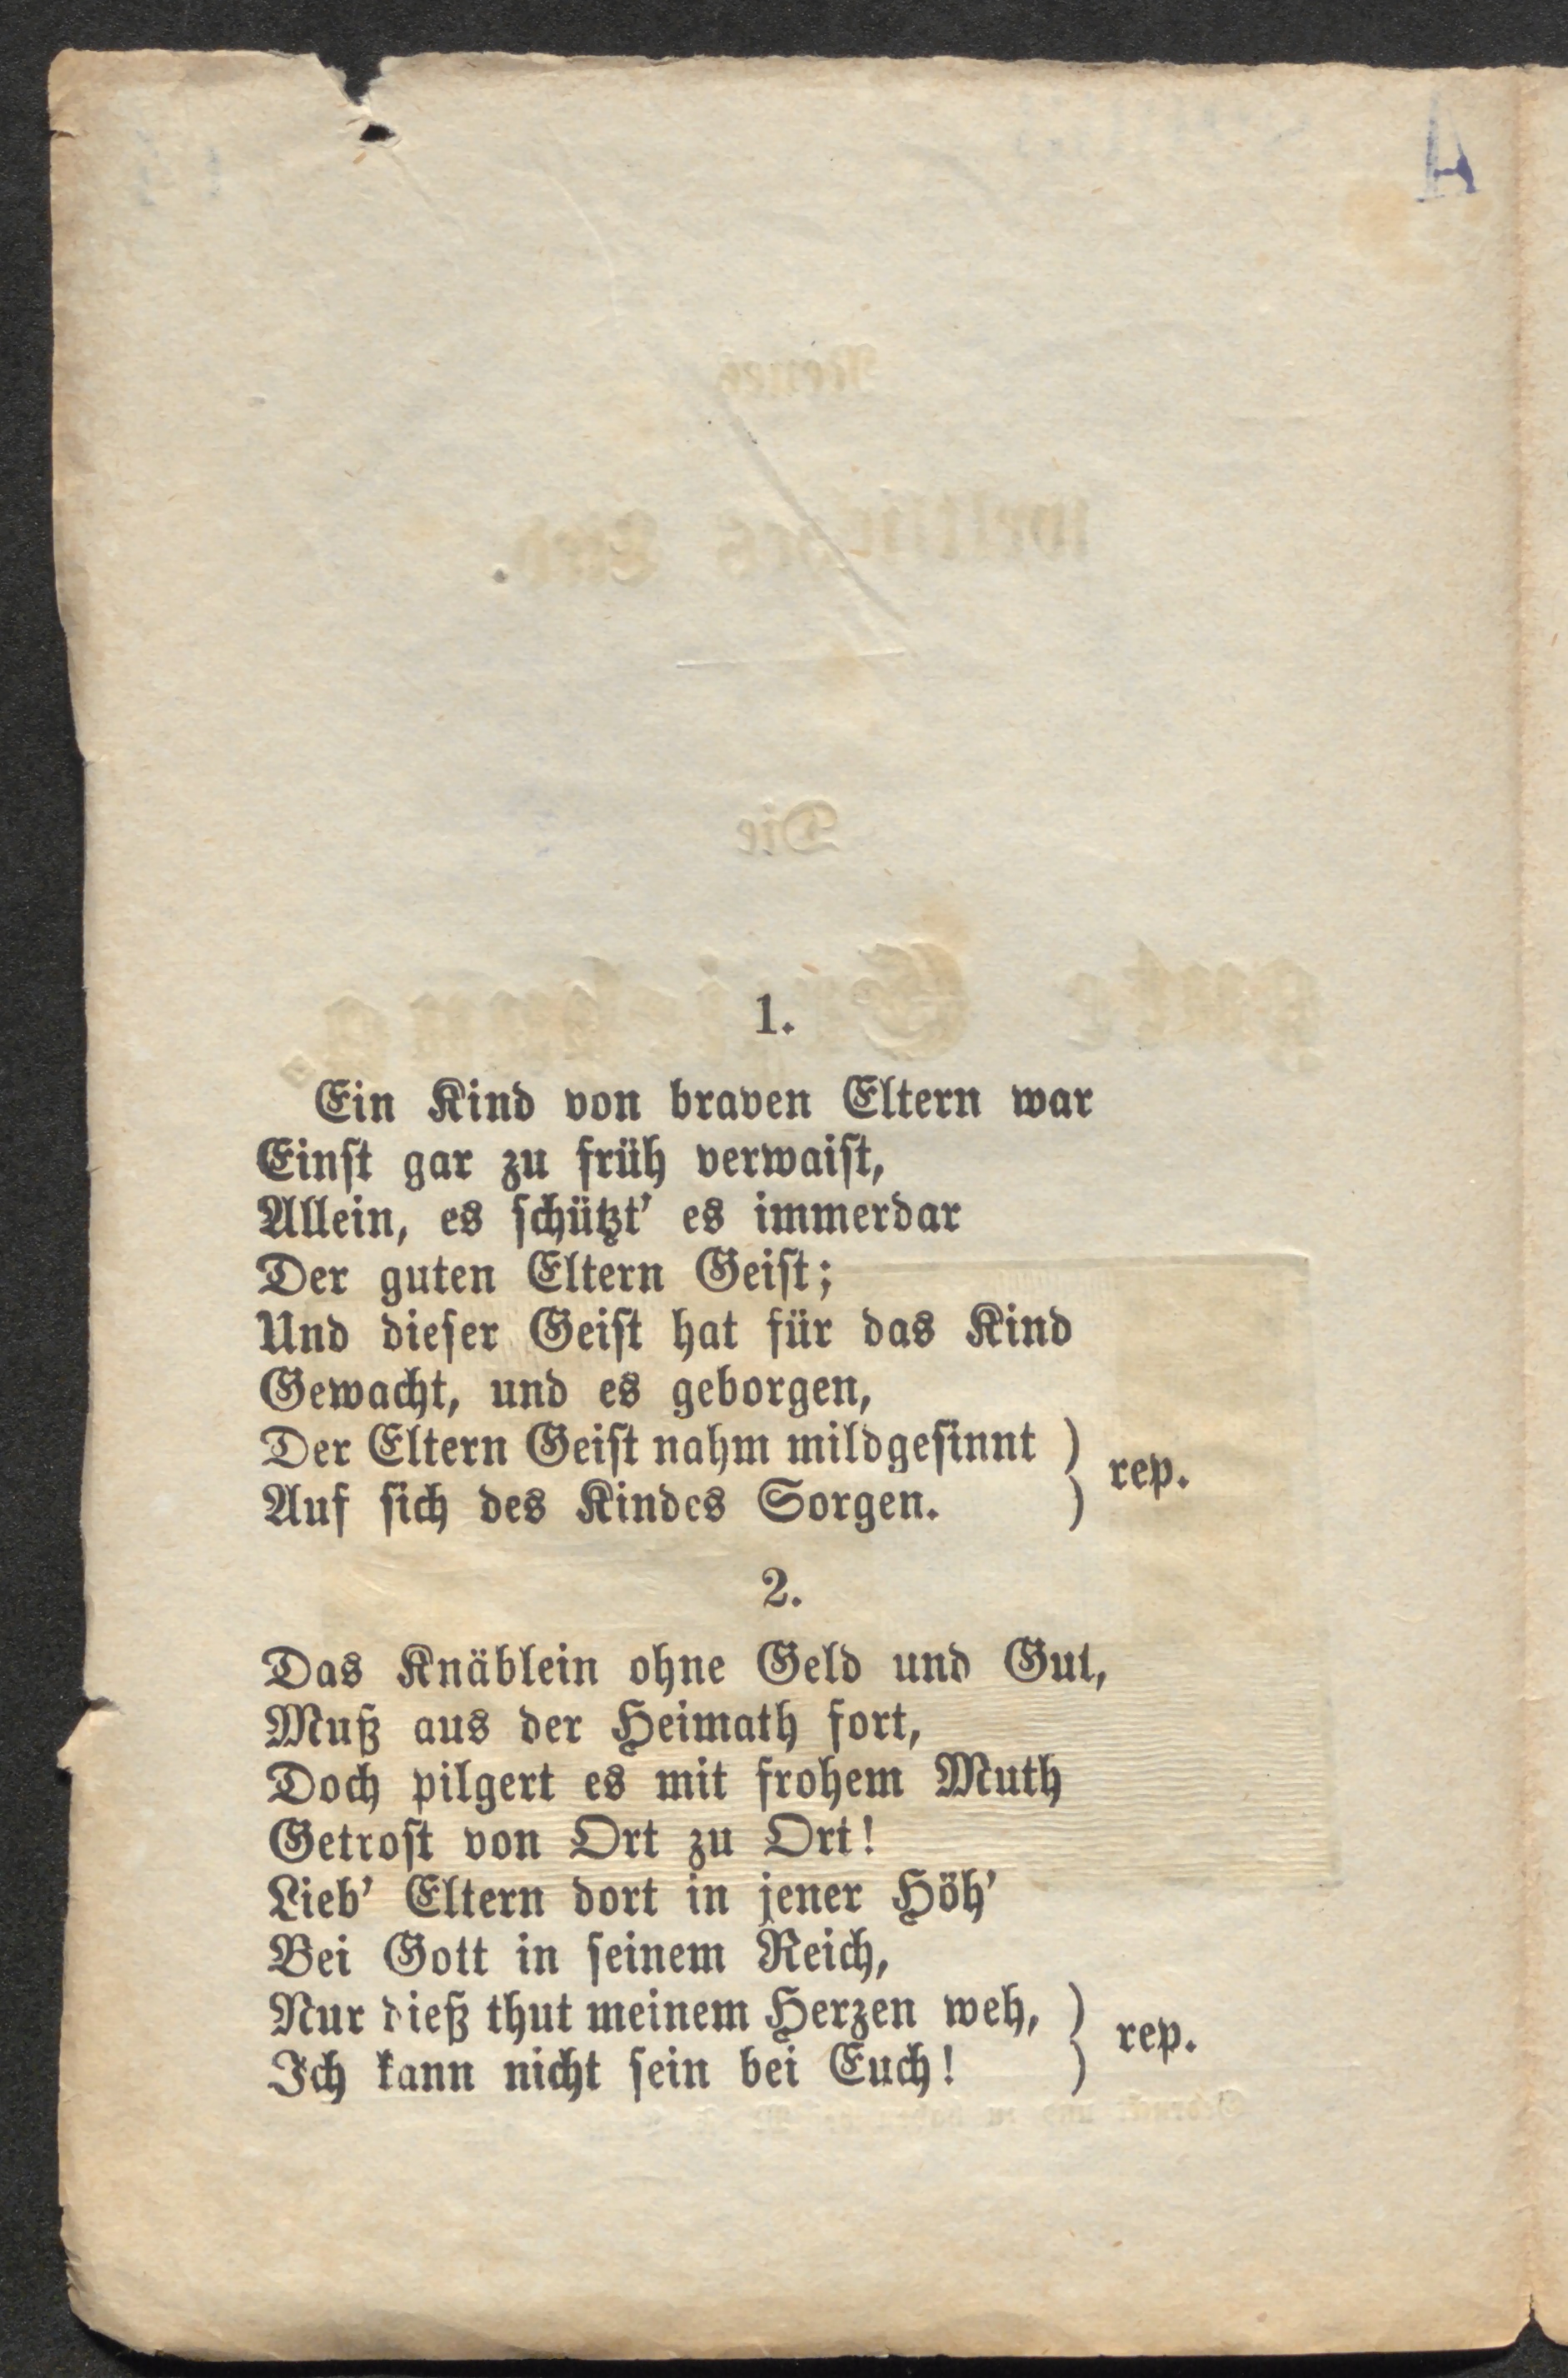 A
1.
Ein Kind von braven Eltern war
Einst gar zu früh verwaist,
Allein, es schützt' es immerdar
Der guten Eltern Geist;
Und dieser Geist hat für das Kind
Gewacht, und es geborgen,
Der Eltern Geist nahm mildgesinnt
Auf sich des Kindes Sorgen. } rep.
2.
Das Knäblein ohne Geld und Gut,
Muß aus der Heimath fort,
Doch pilgert es mit frohem Muth
Getrost von Ort zu Ort!
Lieb' Eltern dort in jener Höh'
Bei Gott in seinem Reich,
Nur dieß thut meinem Herzen weh,
Ich kann nicht sein bei Euch! } rep.